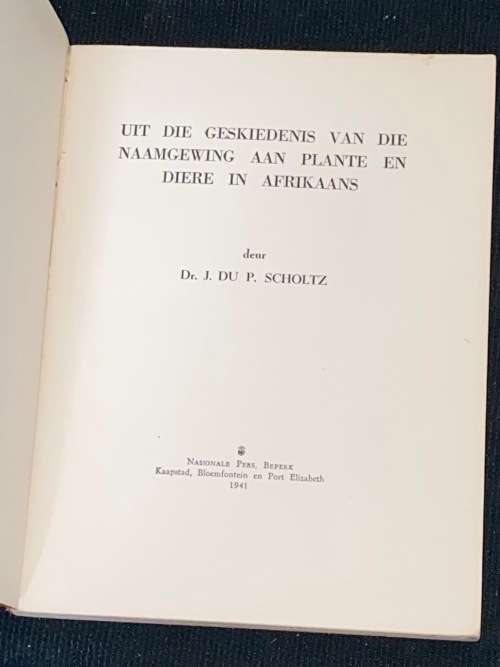 UIT DIE GESKIEDENIS VAN DIE
NAAMGEWING AAN PLANTE EN
DIERE IN AFRIKAANS
deur
Dr. J. DU P. SCHOLTZ
NASIONALE PERS, BEPERK
Kaapstad, Bloemfontein en Port Elizabeth
1941